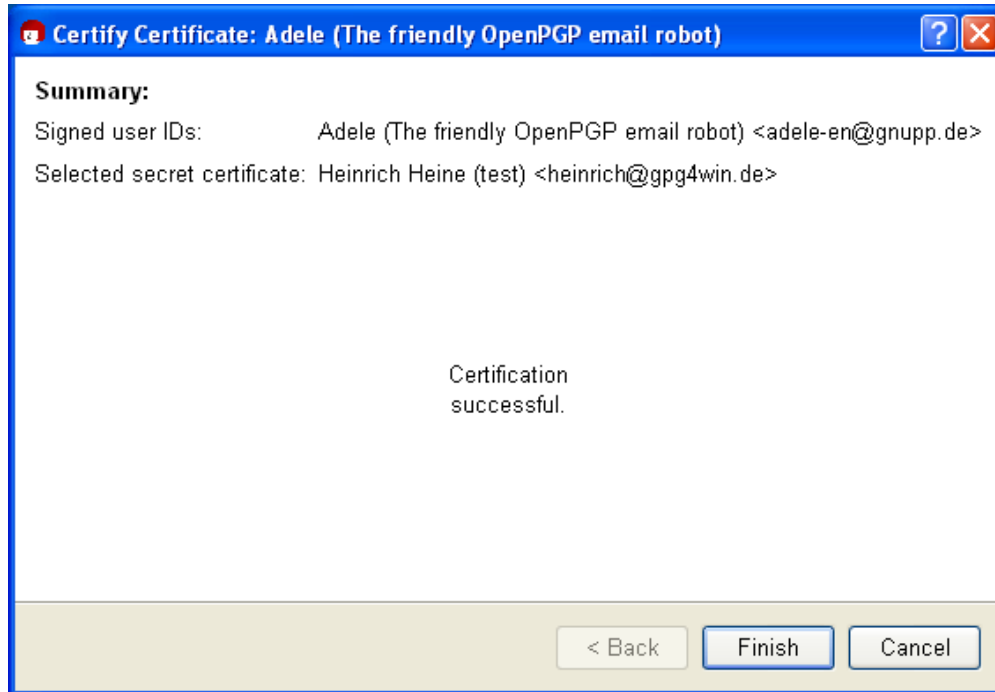 Certify Certificate: Adele (The friendly OpenPGP email robot)
Summary:
Signed user IDs: Adele (The friendly OpenPGP email robot) <adele-en@gnupp.de>
Selected secret certificate: Heinrich Heine (test) <heinrich@gpg4win.de>
Certification
successful.
< Back Finish Cancel